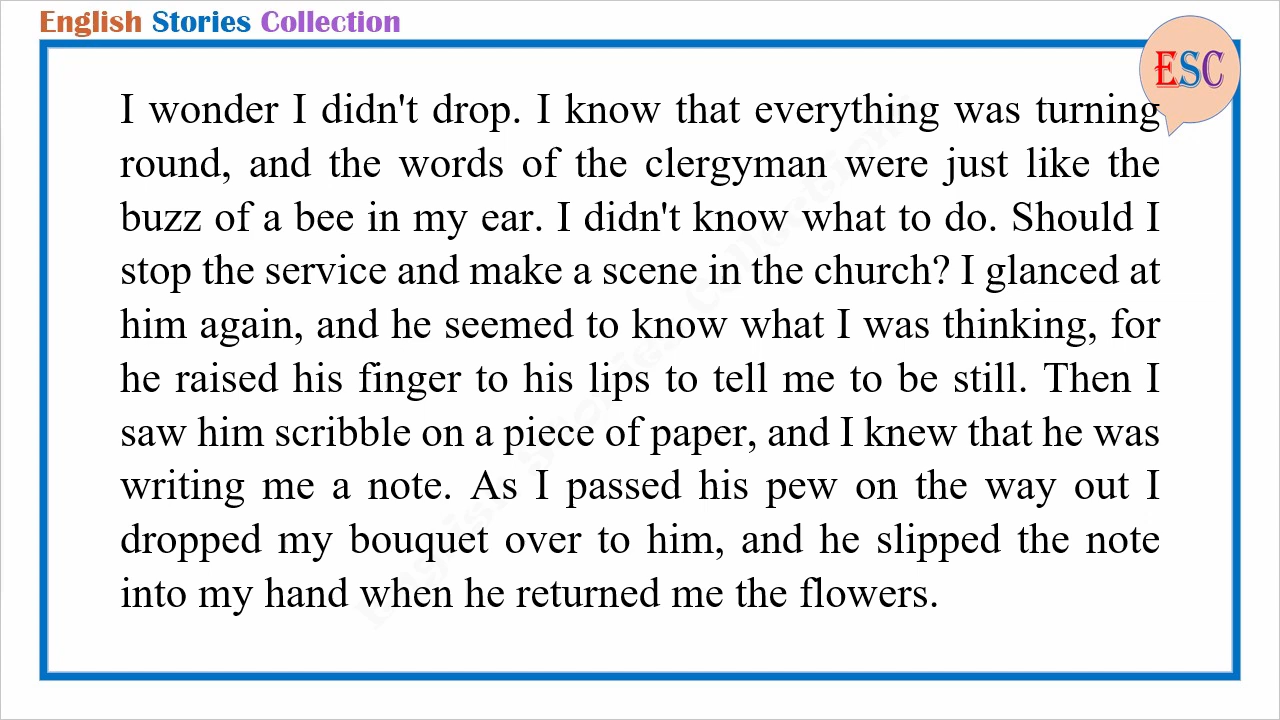 English Stories Collection
ESC
I wonder I didn't drop. I know that everything was turning
round, and the words of the clergyman were just like the
buzz of a bee in my ear. I didn't know what to do. Should I
stop the service and make a scene in the church? I glanced at
him again, and he seemed to know what I was thinking, for
he raised his finger to his lips to tell me to be still. Then I
saw him scribble on a piece of paper, and I knew that he was
writing me a note. As I passed his pew on the way out I
dropped my bouquet over to him, and he slipped the note
into my hand when he returned me the flowers.
English Stories Collection